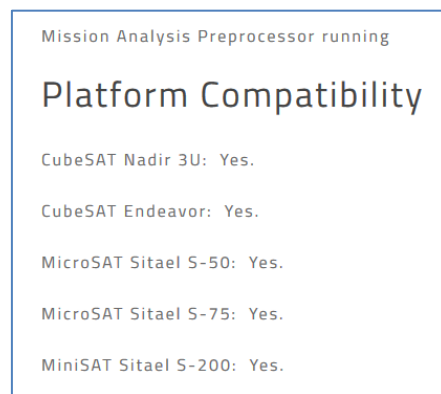 Mission Analysis Preprocessor running
Platform Compatibility
CubeSAT Nadir 3U: Yes.
CubeSAT Endeavor: Yes.
MicroSAT Sitael S-50: Yes.
MicroSAT Sitael S-75: Yes.
MiniSAT Sitael S-200: Yes.